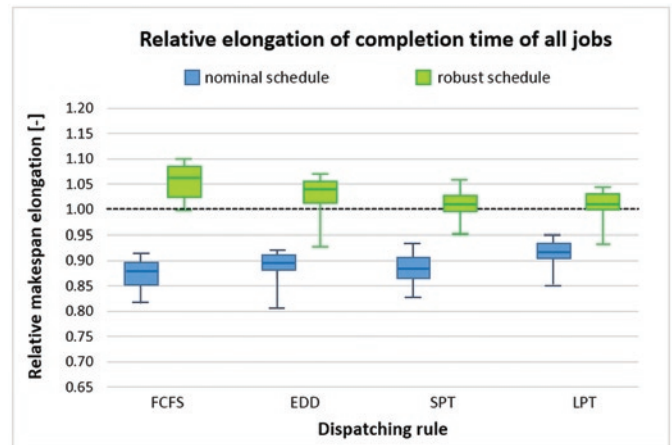 Relative elongation of completion time of all jobs
nominal schedule robust schedule
Relative makespan elongation [-]
1.20
1.15
1.10
1.05
1.00
0.95
0.90
0.85
0.80
0.75
0.70
0.65
FCFS EDD SPT LPT
Dispatching rule